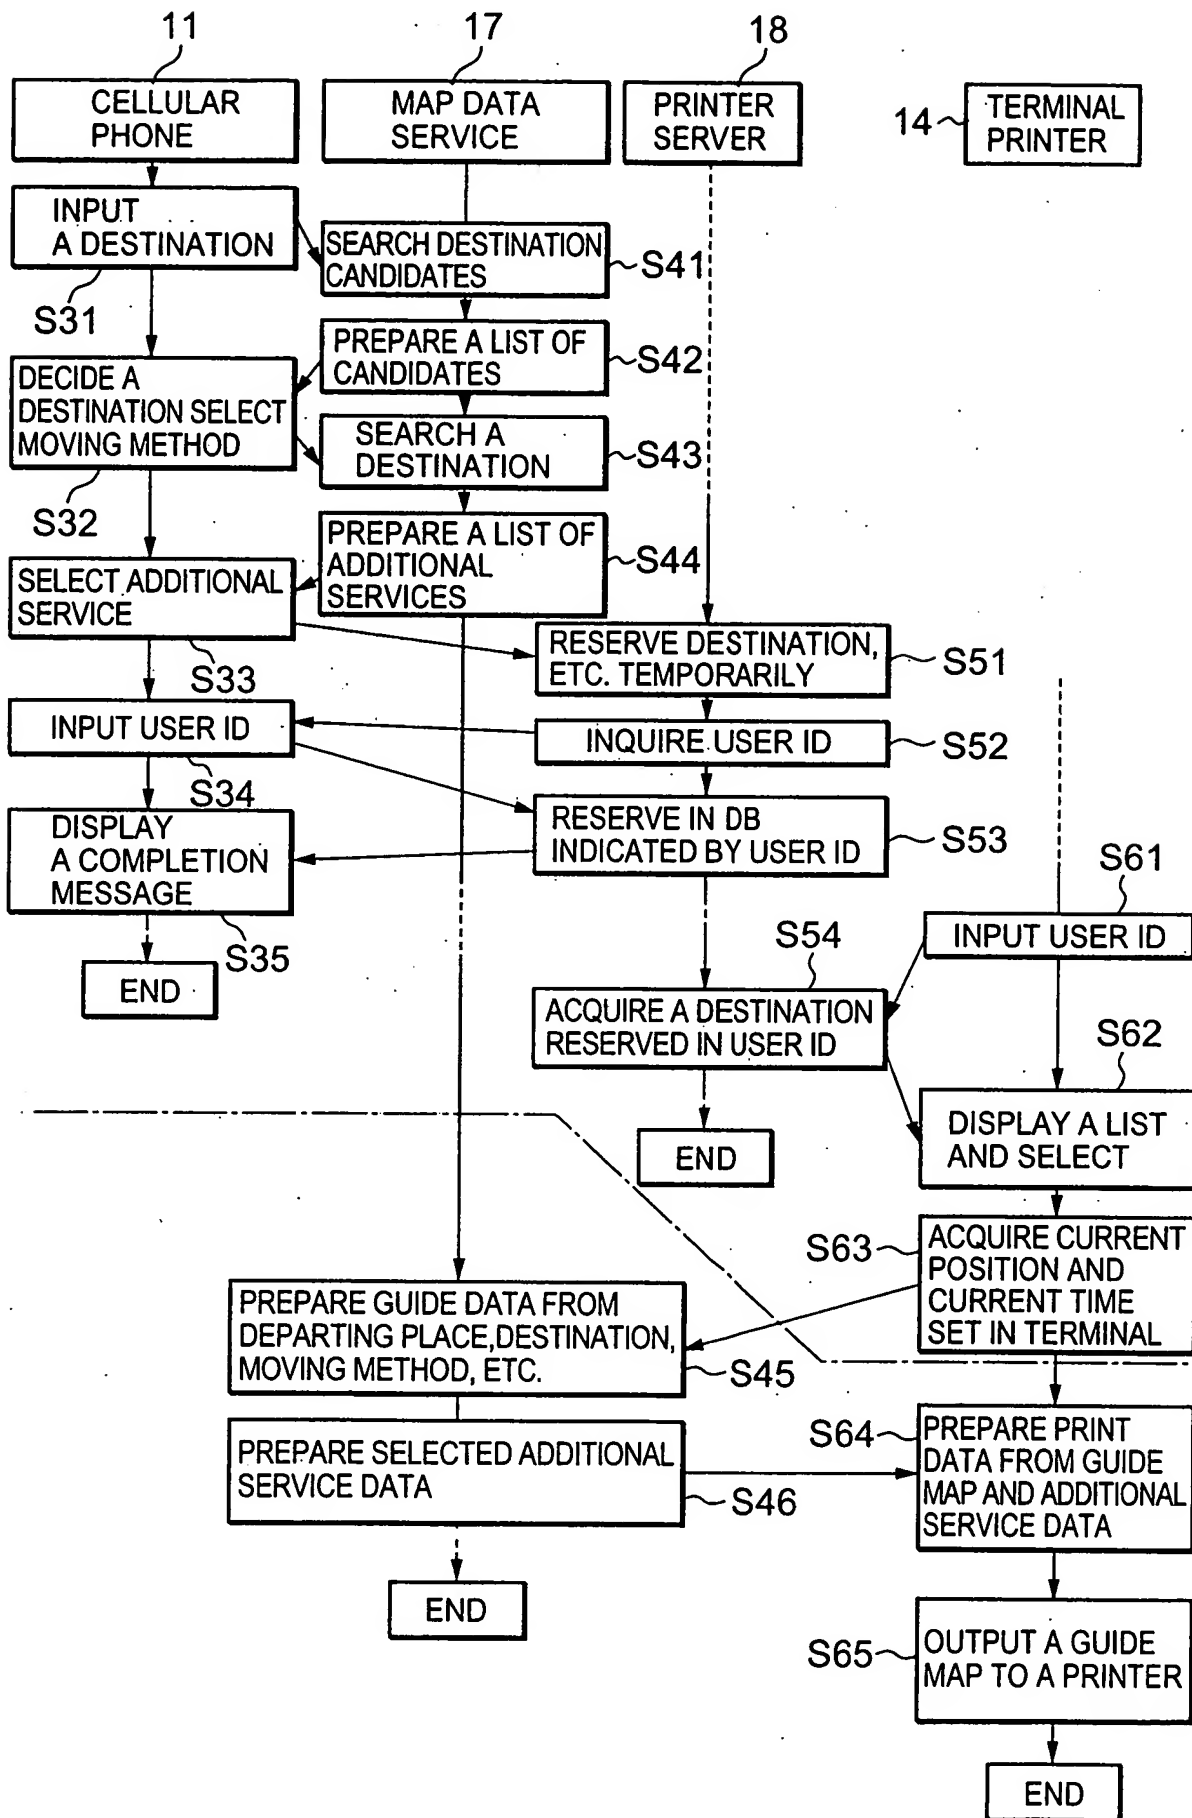 11
17
18
CELLULAR
PHONE
MAP DATA
SERVICE
PRINTER
SERVER
14
TERMINAL
PRINTER
INPUT
A DESTINATION
S31
SEARCH DESTINATION
CANDIDATES
S41
PREPARE A LIST OF
CANDIDATES
S42
DECIDE A
DESTINATION SELECT
MOVING METHOD
S32
SEARCH A
DESTINATION
S43
PREPARE A LIST OF
ADDITIONAL
SERVICES
S44
SELECT ADDITIONAL
SERVICE
S33
RESERVE DESTINATION,
ETC. TEMPORARILY
S51
INPUT USER ID
S34
INQUIRE USER ID
S52
DISPLAY
A COMPLETION
MESSAGE
S35
RESERVE IN DB
INDICATED BY USER ID
S53
S61
INPUT USER ID
END
S54
ACQUIRE A DESTINATION
RESERVED IN USER ID
S62
DISPLAY A LIST
AND SELECT
END
S63
ACQUIRE CURRENT
POSITION AND
CURRENT TIME
SET IN TERMINAL
PREPARE GUIDE DATA FROM
DEPARTING PLACE,DESTINATION,
MOVING METHOD, ETC.
S45
PREPARE SELECTED ADDITIONAL
SERVICE DATA
S46
S64
PREPARE PRINT
DATA FROM GUIDE
MAP AND ADDITIONAL
SERVICE DATA
END
S65
OUTPUT A GUIDE
MAP TO A PRINTER
END